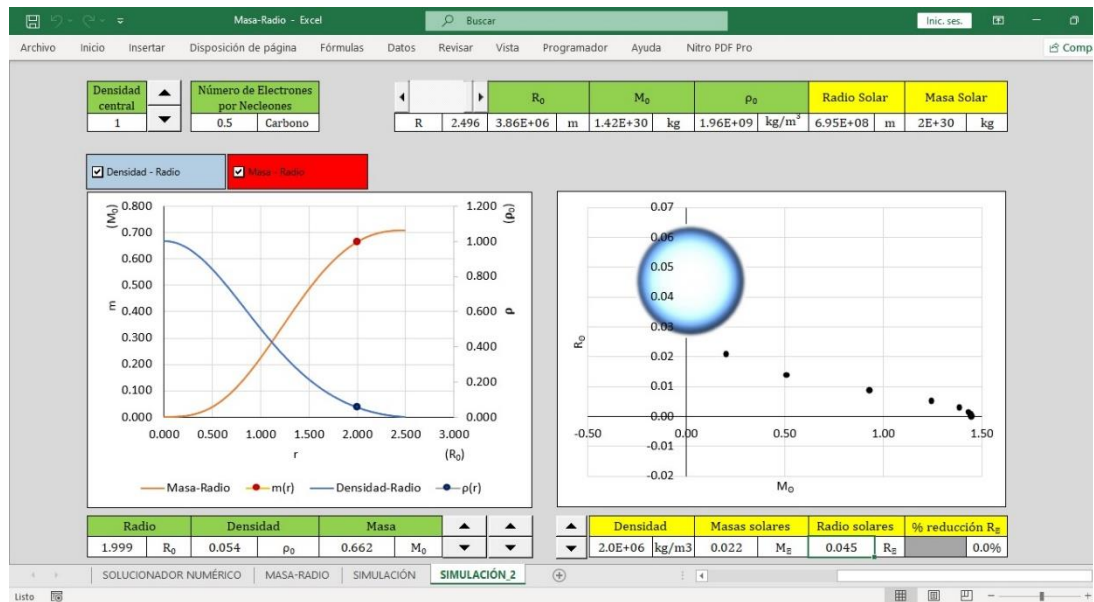 Masa-Radio - Excel
Buscar
Inic. ses.
Archivo Inicio Insertar Disposición de página Fórmulas Datos Revisar Vista Programador Ayuda Nitro PDF Pro Comp
Densidad central
1
Número de Electrones por Necleones
0.5 Carbono
R₀ M₀ ρ₀ Radio Solar Masa Solar
R 2.496 3.86E+06 m 1.42E+30 kg 1.96E+09 kg/m³ 6.95E+08 m 2E+30 kg
Densidad - Radio
Masa - Radio
(M₀)
m
0.800
0.700
0.600
0.500
0.400
0.300
0.200
0.100
0.000
1.200
1.000
0.800
0.600
0.400
0.200
0.000
(ρ₀)
ρ
0.000 0.500 1.000 1.500 2.000 2.500 3.000
r (R₀)
Masa-Radio m(r) Densidad-Radio ρ(r)
R⊙
0.07
0.06
0.05
0.04
0.03
0.02
0.01
0.00
-0.01
-0.02
-0.50 0.00 0.50 1.00 1.50
M⊙
Radio Densidad Masa
1.999 R₀ 0.054 ρ₀ 0.662 M₀
Densidad Masas solares Radio solares % reducción R⁠Ξ
2.0E+06 kg/m3 0.022 MΞ 0.045 RΞ 0.0%
SOLUCIONADOR NUMÉRICO MASA-RADIO SIMULACIÓN SIMULACIÓN_2
Listo